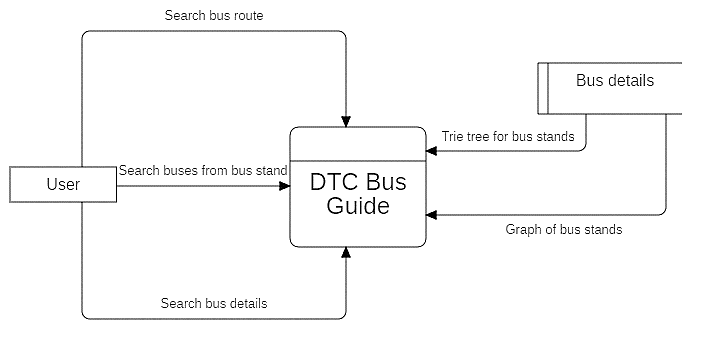 Search bus route
Bus details
Trie tree for bus stands
Search buses from bus stand
User
DTC Bus
Guide
Graph of bus stands
Search bus details